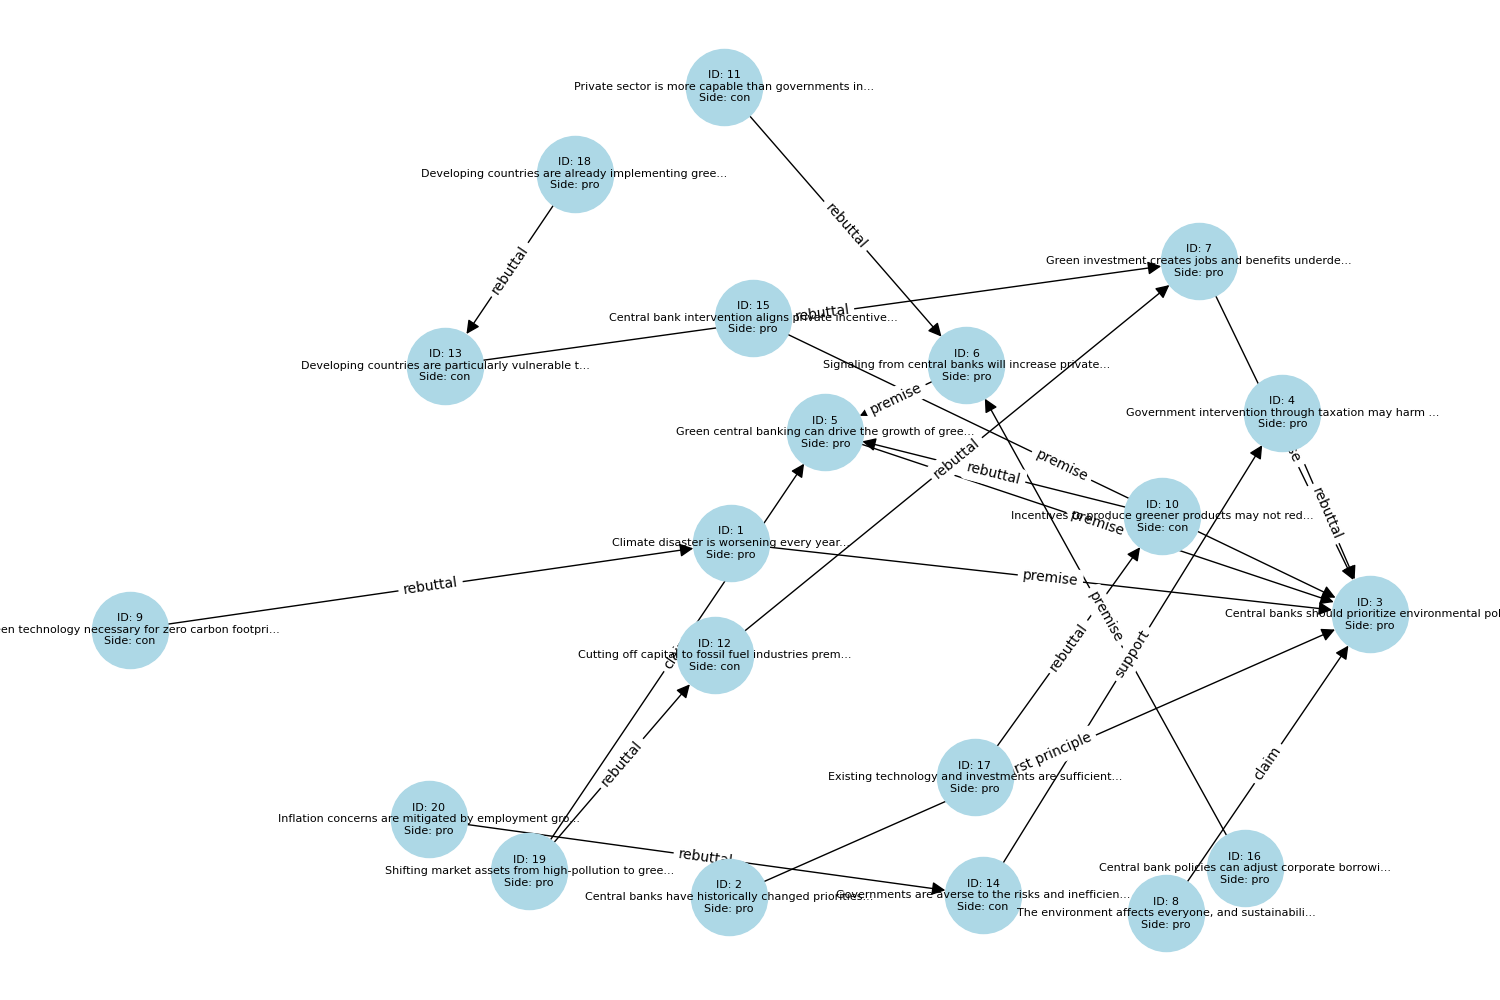 ID: 11
Private sector is more capable than governments in...
Side: con
ID: 18
Developing countries are already implementing gree...
Side: pro
rebuttal
rebuttal
ID: 7
Green investment creates jobs and benefits underde...
Side: pro
ID: 15
Central bank intervention aligns private incentive...
Side: pro
rebuttal
ID: 13
Developing countries are particularly vulnerable t...
Side: con
ID: 6
Signaling from central banks will increase private...
Side: pro
premise
ID: 4
Government intervention through taxation may harm ...
Side: pro
ID: 5
Green central banking can drive the growth of gree...
Side: pro
rebuttal
premise
rebuttal
premise
rebuttal
ID: 10
Incentives to produce greener products may not red...
Side: con
ID: 1
Climate disaster is worsening every year...
Side: pro
premise
rebuttal
premise
ID: 3
Central banks should prioritize environmental pol
Side: pro
ID: 9
en technology necessary for zero carbon footpri...
Side: con
ID: 12
Cutting off capital to fossil fuel industries prem...
Side: con
rebuttal
support
rebuttal
rst principle
claim
ID: 17
Existing technology and investments are sufficient...
Side: pro
ID: 20
Inflation concerns are mitigated by employment gro...
Side: pro
rebuttal
ID: 19
Shifting market assets from high-pollution to gree...
Side: pro
ID: 2
Central banks have historically changed priorities...
Side: pro
ID: 14
Governments are averse to the risks and inefficien...
Side: con
ID: 16
Central bank policies can adjust corporate borrowi...
Side: pro
ID: 8
The environment affects everyone, and sustainabili...
Side: pro